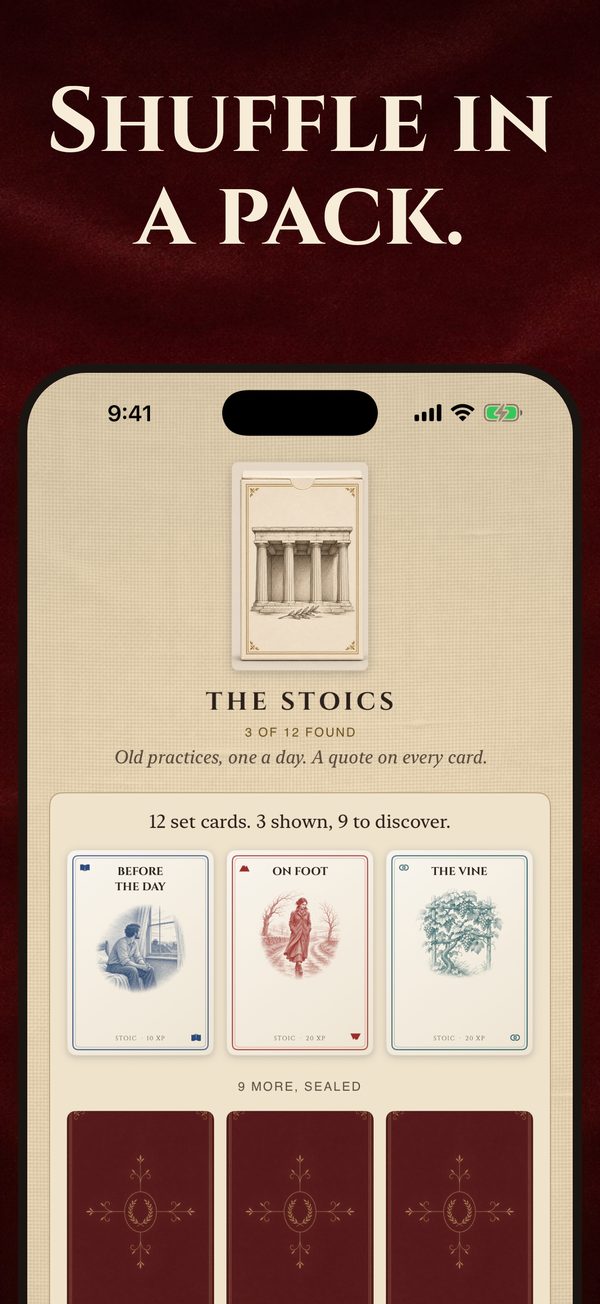 SHUFFLE IN
A PACK.
9:41
THE STOICS
3 OF 12 FOUND
Old practices, one a day. A quote on every card.
12 set cards. 3 shown, 9 to discover.
BEFORE
THE DAY
STOIC · 10 XP
ON FOOT
STOIC · 20 XP
THE VINE
STOIC · 20 XP
9 MORE, SEALED